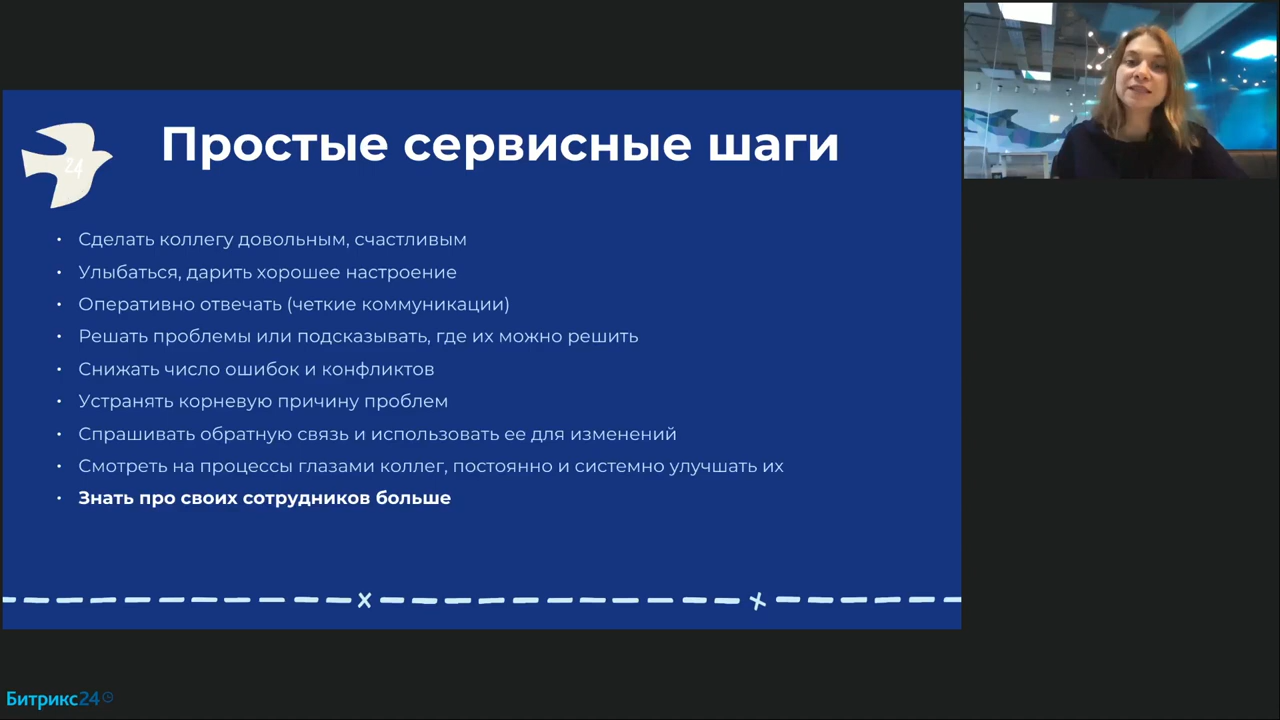 24
Простые сервисные шаги
• Сделать коллегу довольным, счастливым
• Улыбаться, дарить хорошее настроение
• Оперативно отвечать (четкие коммуникации)
• Решать проблемы или подсказывать, где их можно решить
• Снижать число ошибок и конфликтов
• Устранять корневую причину проблем
• Спрашивать обратную связь и использовать ее для изменений
• Смотреть на процессы глазами коллег, постоянно и системно улучшать их
• Знать про своих сотрудников больше
Битрикс24